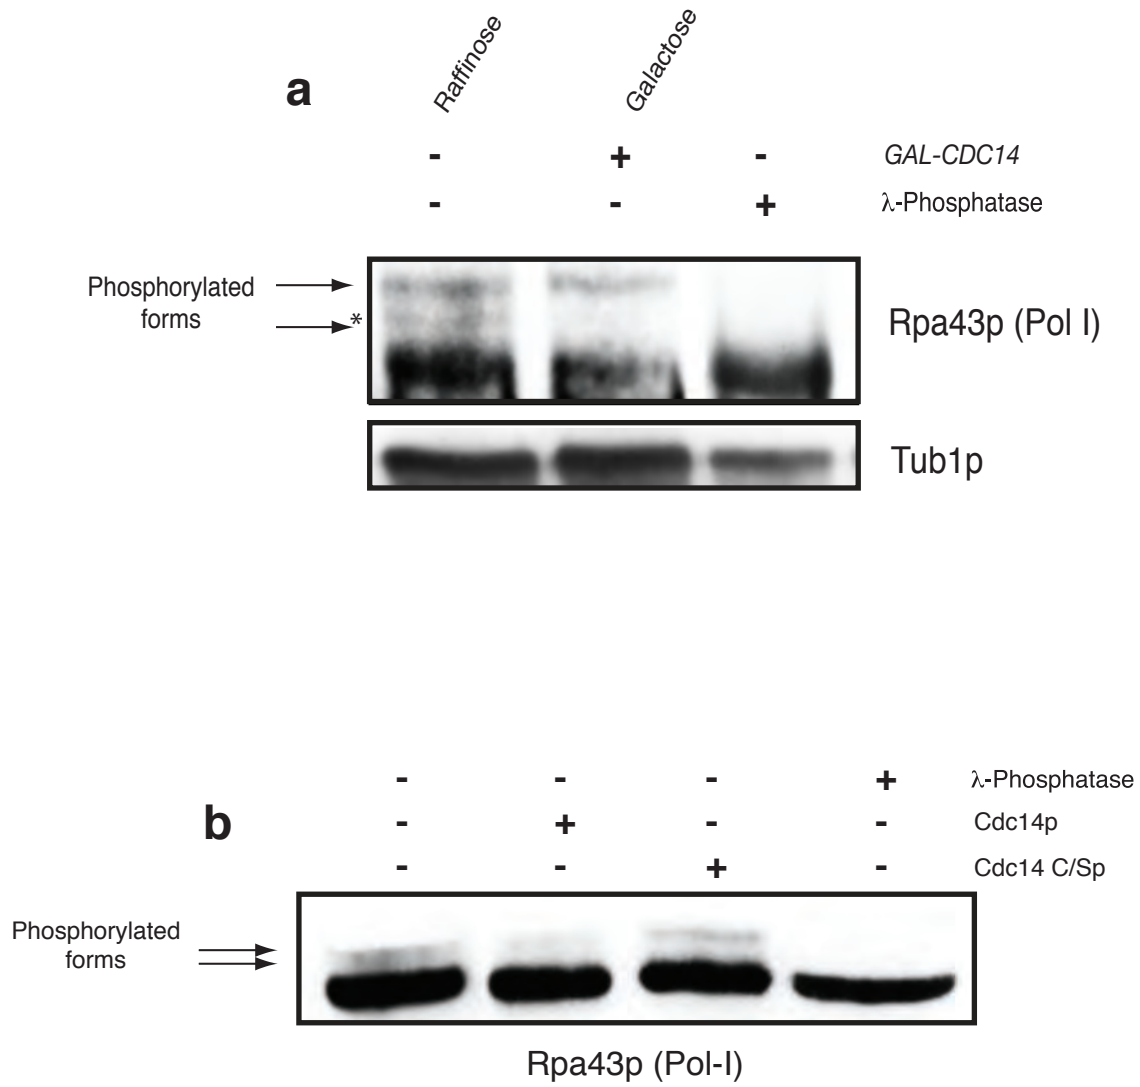 a
Raffinose
Galactose
- + - GAL-CDC14
- - + λ-Phosphatase
Phosphorylated
forms
*
Rpa43p (Pol I)
Tub1p
b
- - - + λ-Phosphatase
- + - - Cdc14p
- - + - Cdc14 C/Sp
Phosphorylated
forms
Rpa43p (Pol-I)